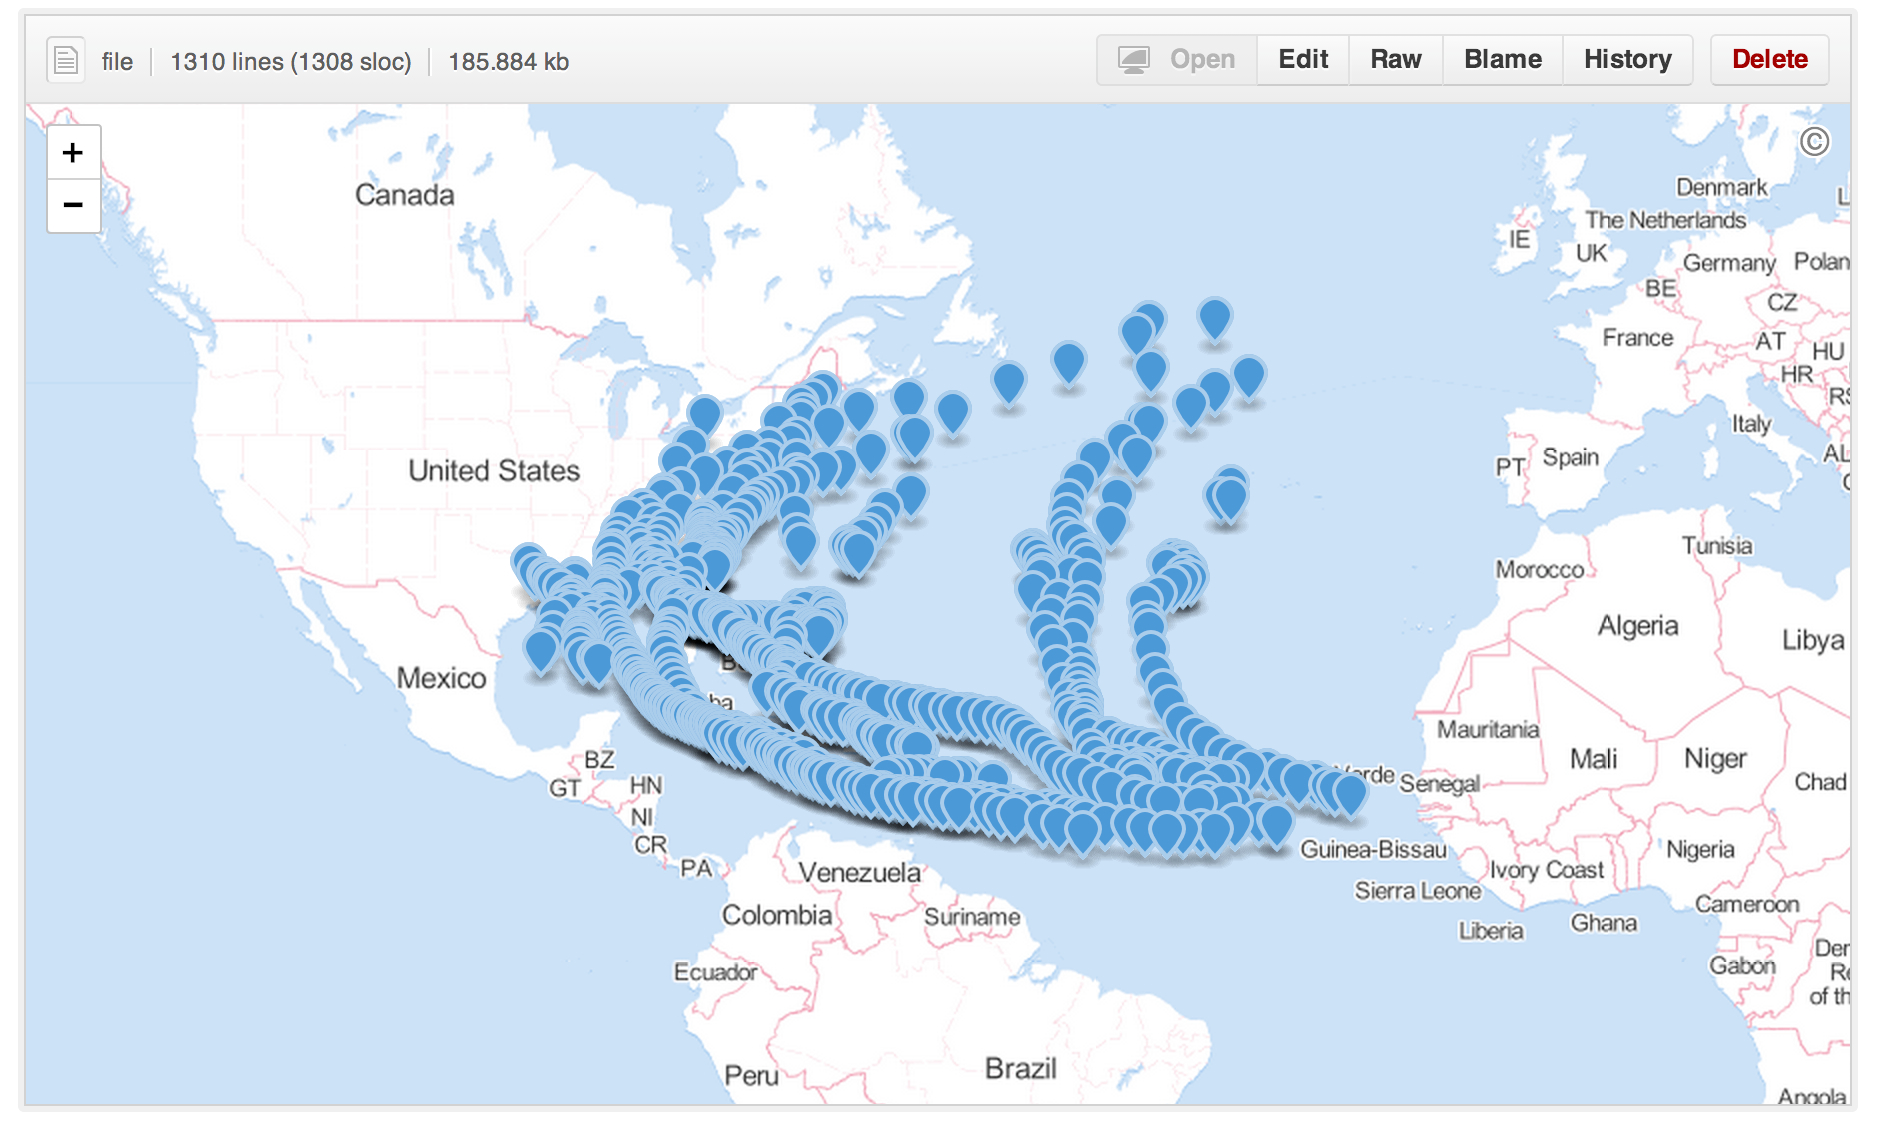 file 1310 lines (1308 sloc) 185.884 kb Open Edit Raw Blame History Delete
+
©
−
Canada
Denmark
L
The Netherlands
IE
UK
Germany
Polan
BE
CZ
France
AT
HU
HR
RS
Italy
United States
PT
Spain
AL
Tunisia
Morocco
Algeria
Libya
Mexico
ba
Mauritania
Mali
Niger
BZ
GT
HN
Verde
Senegal
Chad
NI
CR
PA
Guinea-Bissau
Nigeria
Venezuela
Ivory Coast
Sierra Leone
Cameroon
Colombia
Suriname
Liberia
Ghana
Der
Ecuador
Gabon
Re
of th
Peru
Brazil
Angola